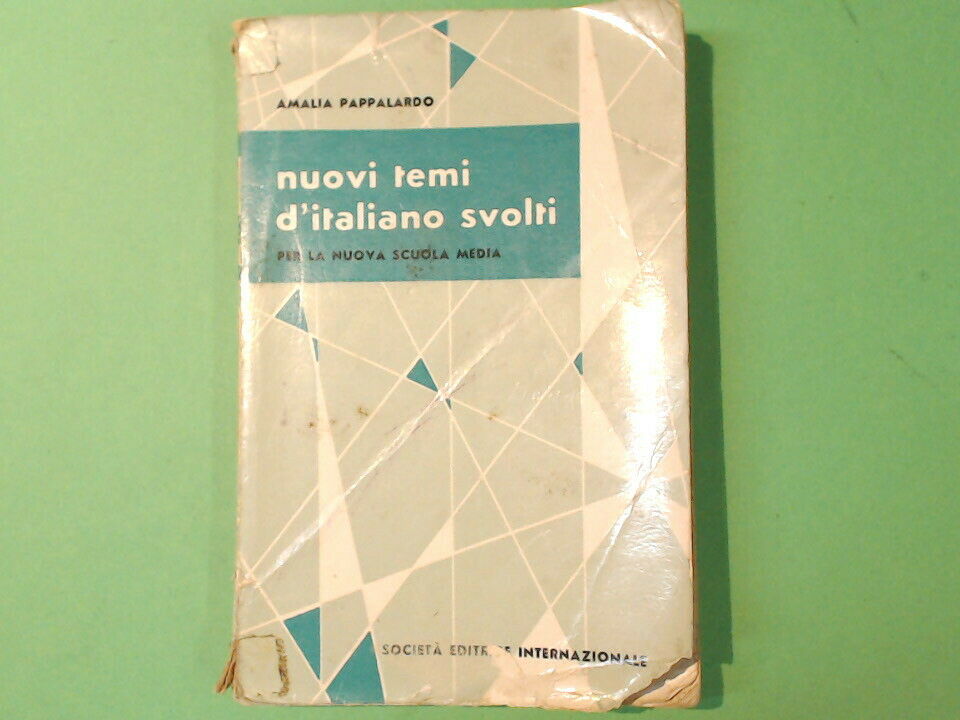 AMALIA PAPPALARDO
nuovi temi
d'italiano svolti
PER LA NUOVA SCUOLA MEDIA
SOCIETÀ EDITRICE INTERNAZIONALE